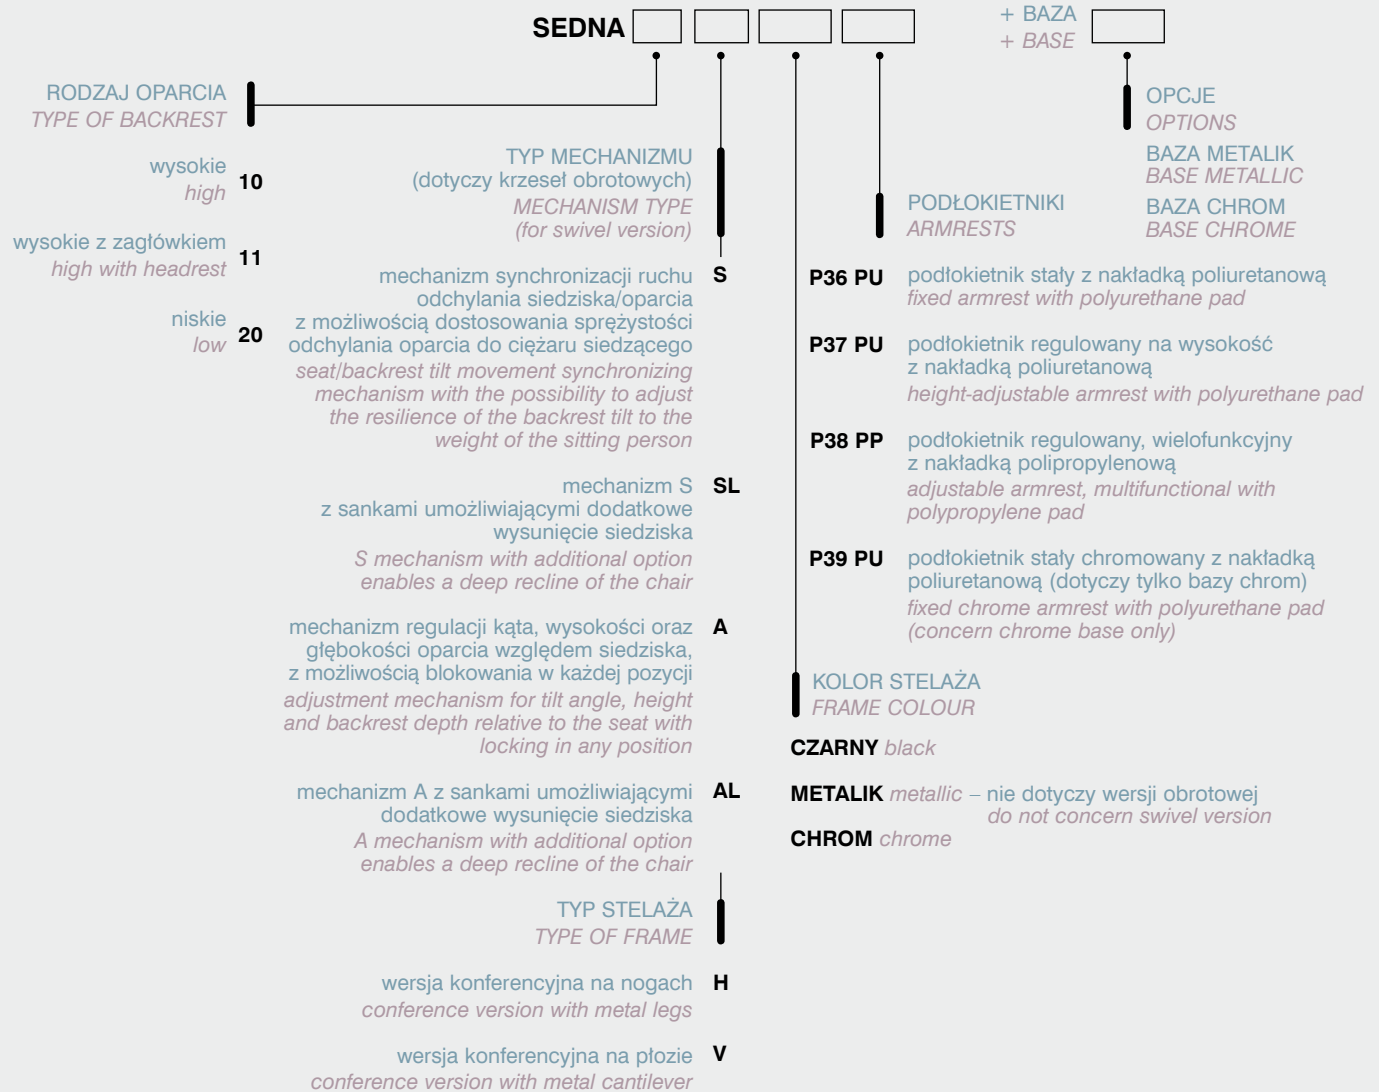 SEDNA
+ BAZA
+ BASE
RODZAJ OPARCIA
TYPE OF BACKREST
wysokie
high
10
wysokie z zagłówkiem
high with headrest
11
niskie
low
20
TYP MECHANIZMU
(dotyczy krzeseł obrotowych)
MECHANISM TYPE
(for swivel version)
mechanizm synchronizacji ruchu
odchylania siedziska/oparcia
z możliwością dostosowania sprężystości
odchylania oparcia do ciężaru siedzącego
seat/backrest tilt movement synchronizing
mechanism with the possibility to adjust
the resilience of the backrest tilt to the
weight of the sitting person
S
mechanizm S
z sankami umożliwiającymi dodatkowe
wysunięcie siedziska
S mechanism with additional option
enables a deep recline of the chair
SL
mechanizm regulacji kąta, wysokości oraz
głębokości oparcia względem siedziska,
z możliwością blokowania w każdej pozycji
adjustment mechanism for tilt angle, height
and backrest depth relative to the seat with
locking in any position
A
mechanizm A z sankami umożliwiającymi
dodatkowe wysunięcie siedziska
A mechanism with additional option
enables a deep recline of the chair
AL
TYP STELAŻA
TYPE OF FRAME
wersja konferencyjna na nogach
conference version with metal legs
H
wersja konferencyjna na płozie
conference version with metal cantilever
V
OPCJE
OPTIONS
BAZA METALIK
BASE METALLIC
BAZA CHROM
BASE CHROME
PODŁOKIETNIKI
ARMRESTS
P36 PU
podłokietnik stały z nakładką poliuretanową
fixed armrest with polyurethane pad
P37 PU
podłokietnik regulowany na wysokość
z nakładką poliuretanową
height-adjustable armrest with polyurethane pad
P38 PP
podłokietnik regulowany, wielofunkcyjny
z nakładką polipropylenową
adjustable armrest, multifunctional with
polypropylene pad
P39 PU
podłokietnik stały chromowany z nakładką
poliuretanową (dotyczy tylko bazy chrom)
fixed chrome armrest with polyurethane pad
(concern chrome base only)
KOLOR STELAŻA
FRAME COLOUR
CZARNY black
METALIK metallic – nie dotyczy wersji obrotowej
do not concern swivel version
CHROM chrome